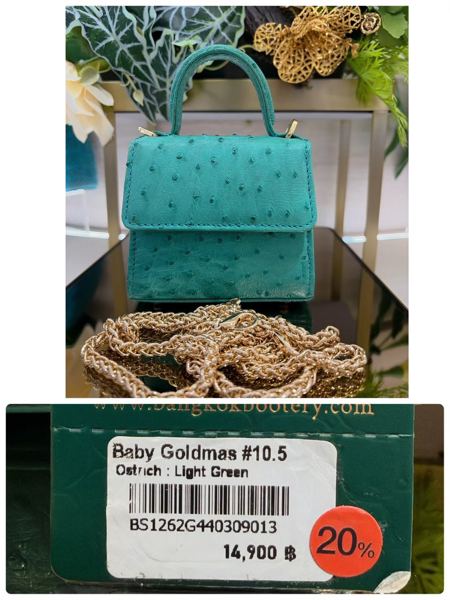 www.bangkokbootery.com
Baby Goldmas #10.5
Ostrich : Light Green
BS1262G440309013
14,900 ฿
20%